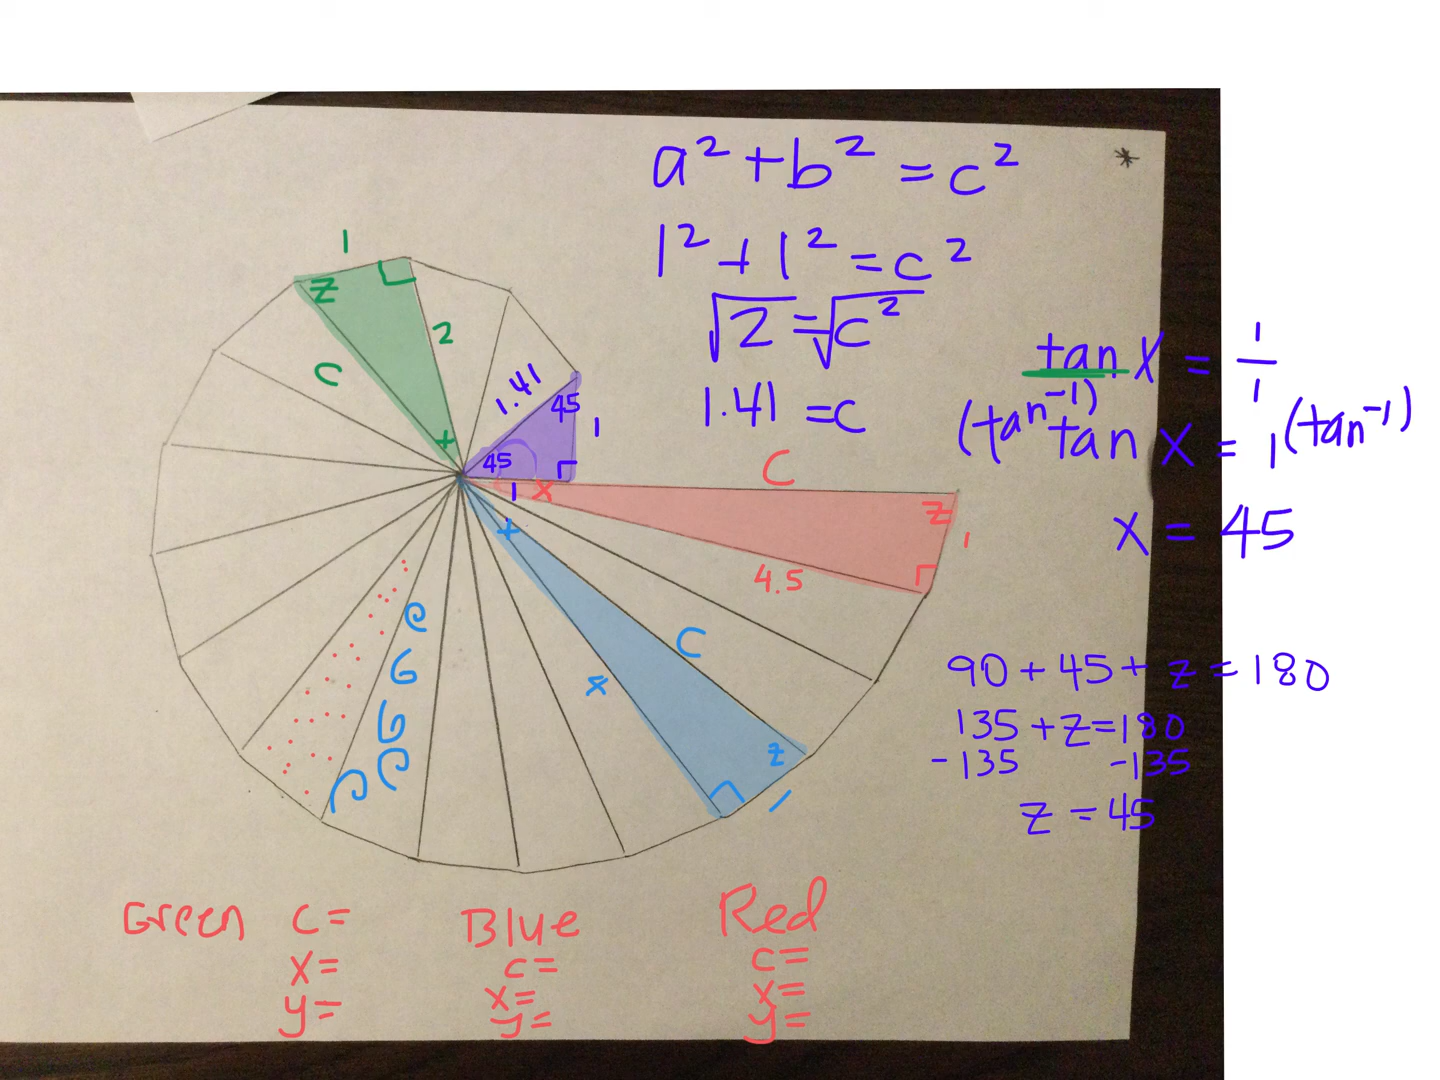 a² + b² = c²
1² + 1² = c²
√2 = √c²
1.41 = c
tan x = 1/1
(tan⁻¹) tan x = 1 (tan⁻¹)
x = 45
90 + 45 + z = 180
135 + z = 180
-135 -135
z = 45
1
z
2
C
+
1.41
45
1
45
1
x
C
z
1
4.5
+
C
x
z
1
Green c=
x=
y=
Blue
c=
x=
y=
Red
c=
x=
y=